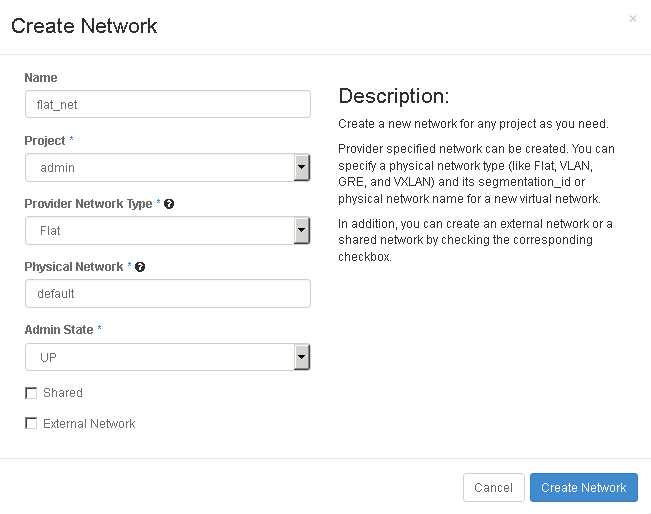 Create Network
×
Name
flat_net
Project *
admin
Provider Network Type * ?
Flat
Physical Network * ?
default
Admin State *
UP
Shared
External Network
Description:
Create a new network for any project as you need.
Provider specified network can be created. You can
specify a physical network type (like Flat, VLAN,
GRE, and VXLAN) and its segmentation_id or
physical network name for a new virtual network.
In addition, you can create an external network or a
shared network by checking the corresponding
checkbox.
Cancel
Create Network